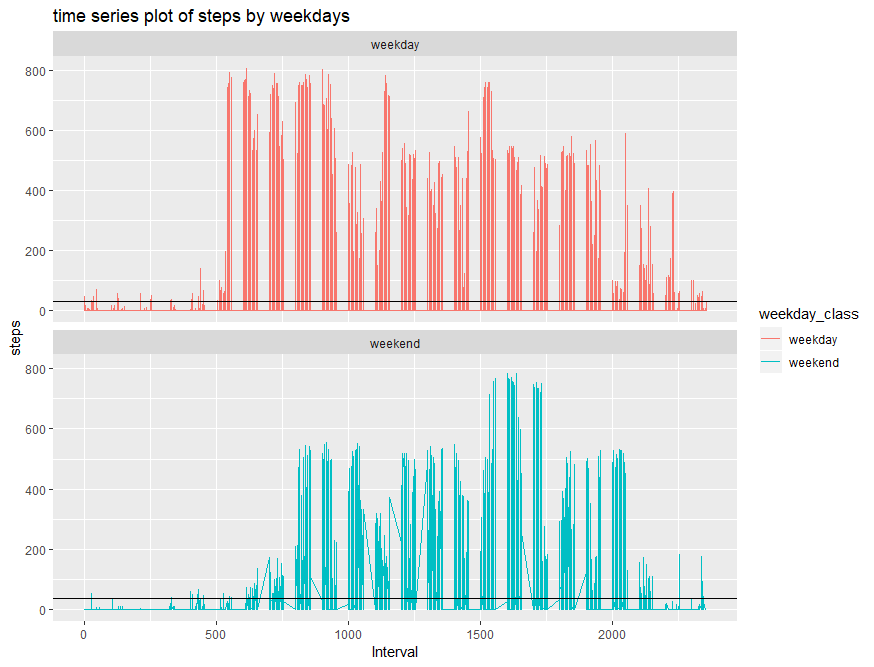 time series plot of steps by weekdays
weekday
800
600
400
200
0
weekend
800
600
400
200
0
0 500 1000 1500 2000
Interval
steps
weekday_class
weekday
weekend